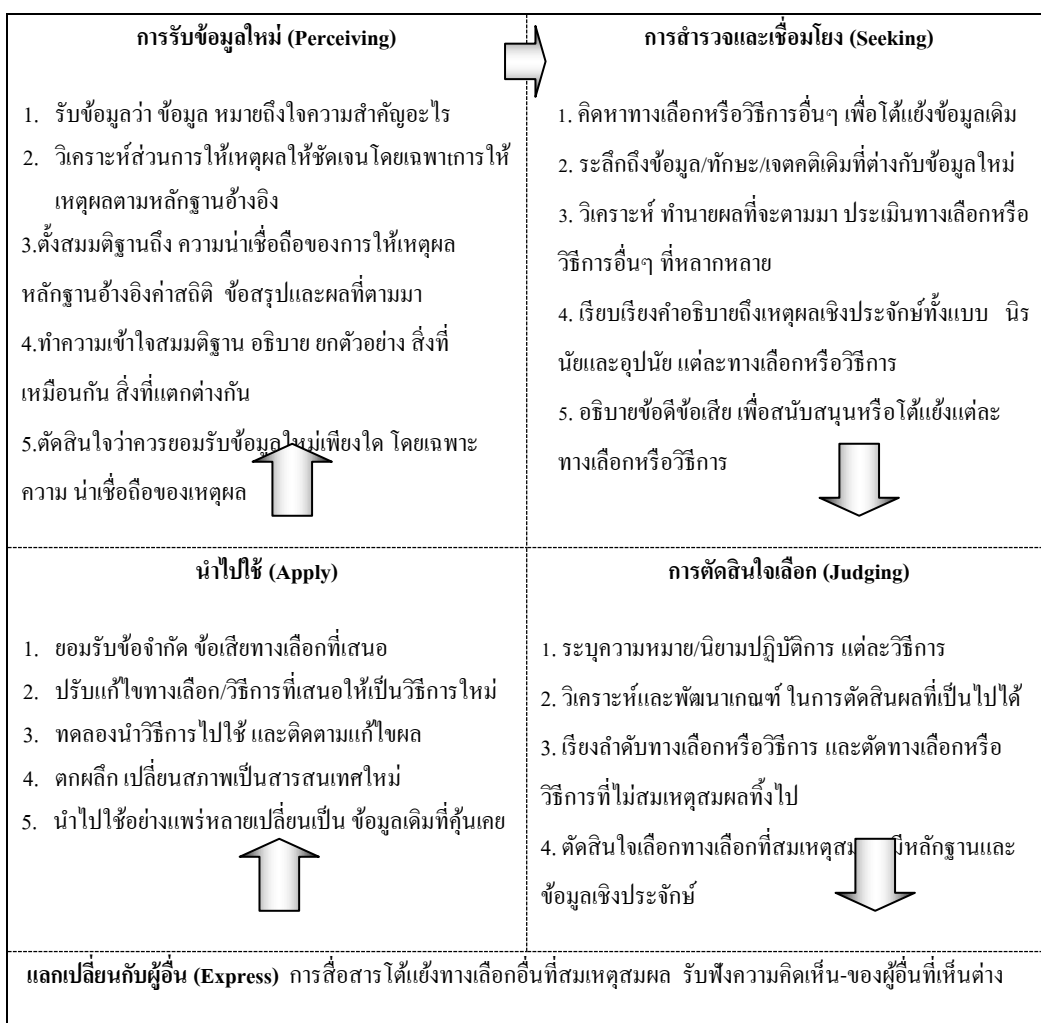 การรับข้อมูลใหม่ (Perceiving)
1. รับข้อมูลว่า ข้อมูล หมายถึงใจความสำคัญอะไร
2. วิเคราะห์ส่วนการให้เหตุผลให้ชัดเจนโดยเฉพาะการให้
เหตุผลตามหลักฐานอ้างอิง
3.ตั้งสมมติฐานถึง ความน่าเชื่อถือของการให้เหตุผล
หลักฐานอ้างอิงค่าสถิติ ข้อสรุปและผลที่ตามมา
4.ทำความเข้าใจสมมติฐาน อธิบาย ยกตัวอย่าง สิ่งที่
เหมือนกัน สิ่งที่แตกต่างกัน
5.ตัดสินใจว่าควรยอมรับข้อมูลใหม่เพียงใด โดยเฉพาะ
ความ น่าเชื่อถือของเหตุผล
การสำรวจและเชื่อมโยง (Seeking)
1. คิดหาทางเลือกหรือวิธีการอื่นๆ เพื่อโต้แย้งข้อมูลเดิม
2. ระลึกถึงข้อมูล/ทักษะ/เจตคติเดิมที่ต่างกับข้อมูลใหม่
3. วิเคราะห์ ทำนายผลที่จะตามมา ประเมินทางเลือกหรือ
วิธีการอื่นๆ ที่หลากหลาย
4. เรียบเรียงคำอธิบายถึงเหตุผลเชิงประจักษ์ทั้งแบบ นิร
นัยและอุปนัย แต่ละทางเลือกหรือวิธีการ
5. อธิบายข้อดีข้อเสีย เพื่อสนับสนุนหรือโต้แย้งแต่ละ
ทางเลือกหรือวิธีการ
นำไปใช้ (Apply)
1. ยอมรับข้อจำกัด ข้อเสียทางเลือกที่เสนอ
2. ปรับแก้ไขทางเลือก/วิธีการที่เสนอให้เป็นวิธีการใหม่
3. ทดลองนำวิธีการไปใช้ และติดตามแก้ไขผล
4. ตกผลึก เปลี่ยนสภาพเป็นสารสนเทศใหม่
5. นำไปใช้อย่างแพร่หลายเปลี่ยนเป็น ข้อมูลเดิมที่คุ้นเคย
การตัดสินใจเลือก (Judging)
1. ระบุความหมาย/นิยามปฏิบัติการ แต่ละวิธีการ
2. วิเคราะห์และพัฒนาเกณฑ์ ในการตัดสินผลที่เป็นไปได้
3. เรียงลำดับทางเลือกหรือวิธีการ และตัดทางเลือกหรือ
วิธีการที่ไม่สมเหตุสมผลทิ้งไป
4. ตัดสินใจเลือกทางเลือกที่สมเหตุสม มีหลักฐานและ
ข้อมูลเชิงประจักษ์
แลกเปลี่ยนกับผู้อื่น (Express) การสื่อสารโต้แย้งทางเลือกอื่นที่สมเหตุสมผล รับฟังความคิดเห็น-ของผู้อื่นที่เห็นต่าง